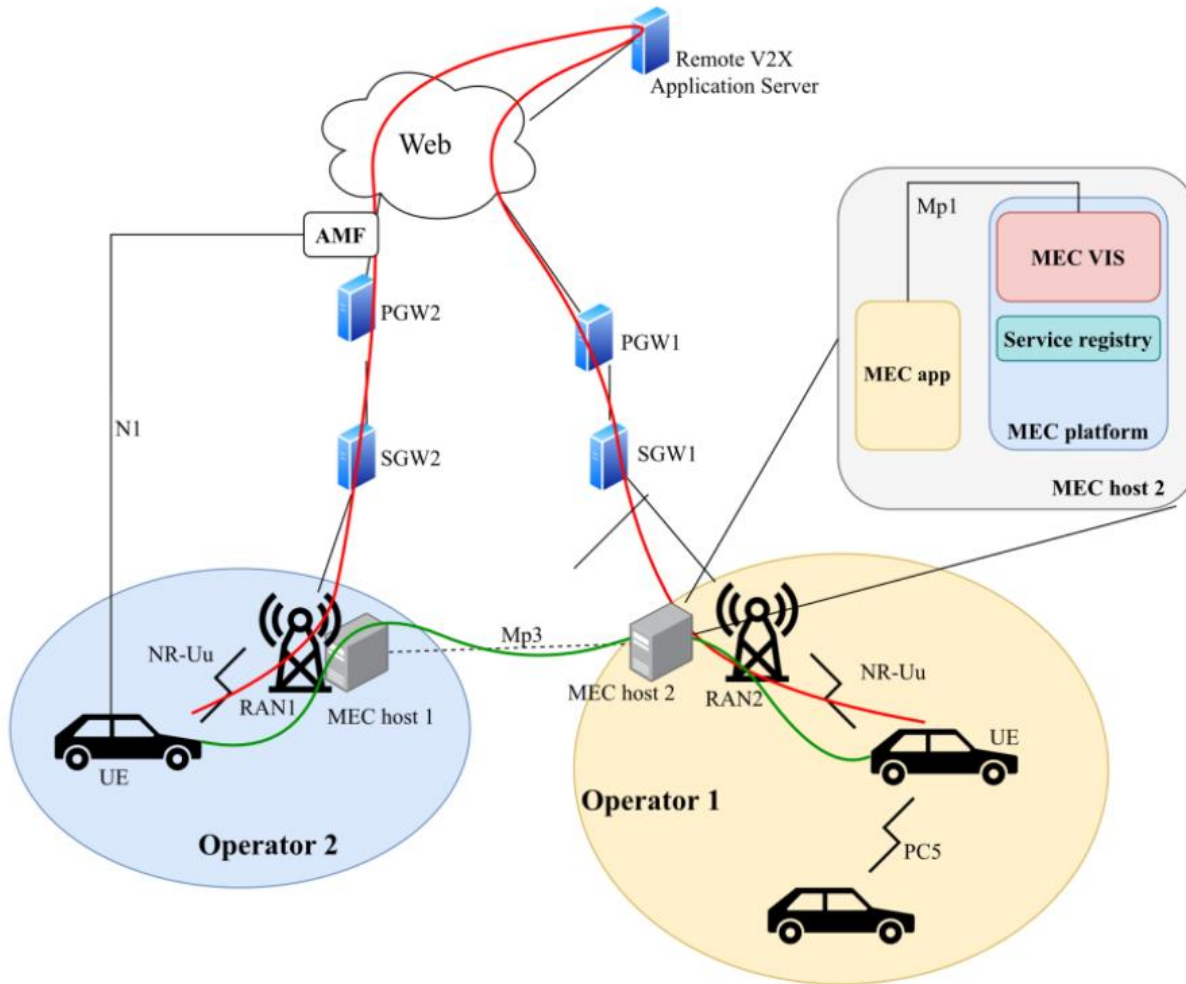 Remote V2X
Application Server
Web
Mp1
MEC VIS
AMF
Service registry
PGW2
PGW1
MEC app
N1
MEC platform
SGW2
SGW1
MEC host 2
Mp3
NR-Uu
NR-Uu
MEC host 2
RAN1
RAN2
MEC host 1
UE
UE
Operator 1
Operator 2
PC5